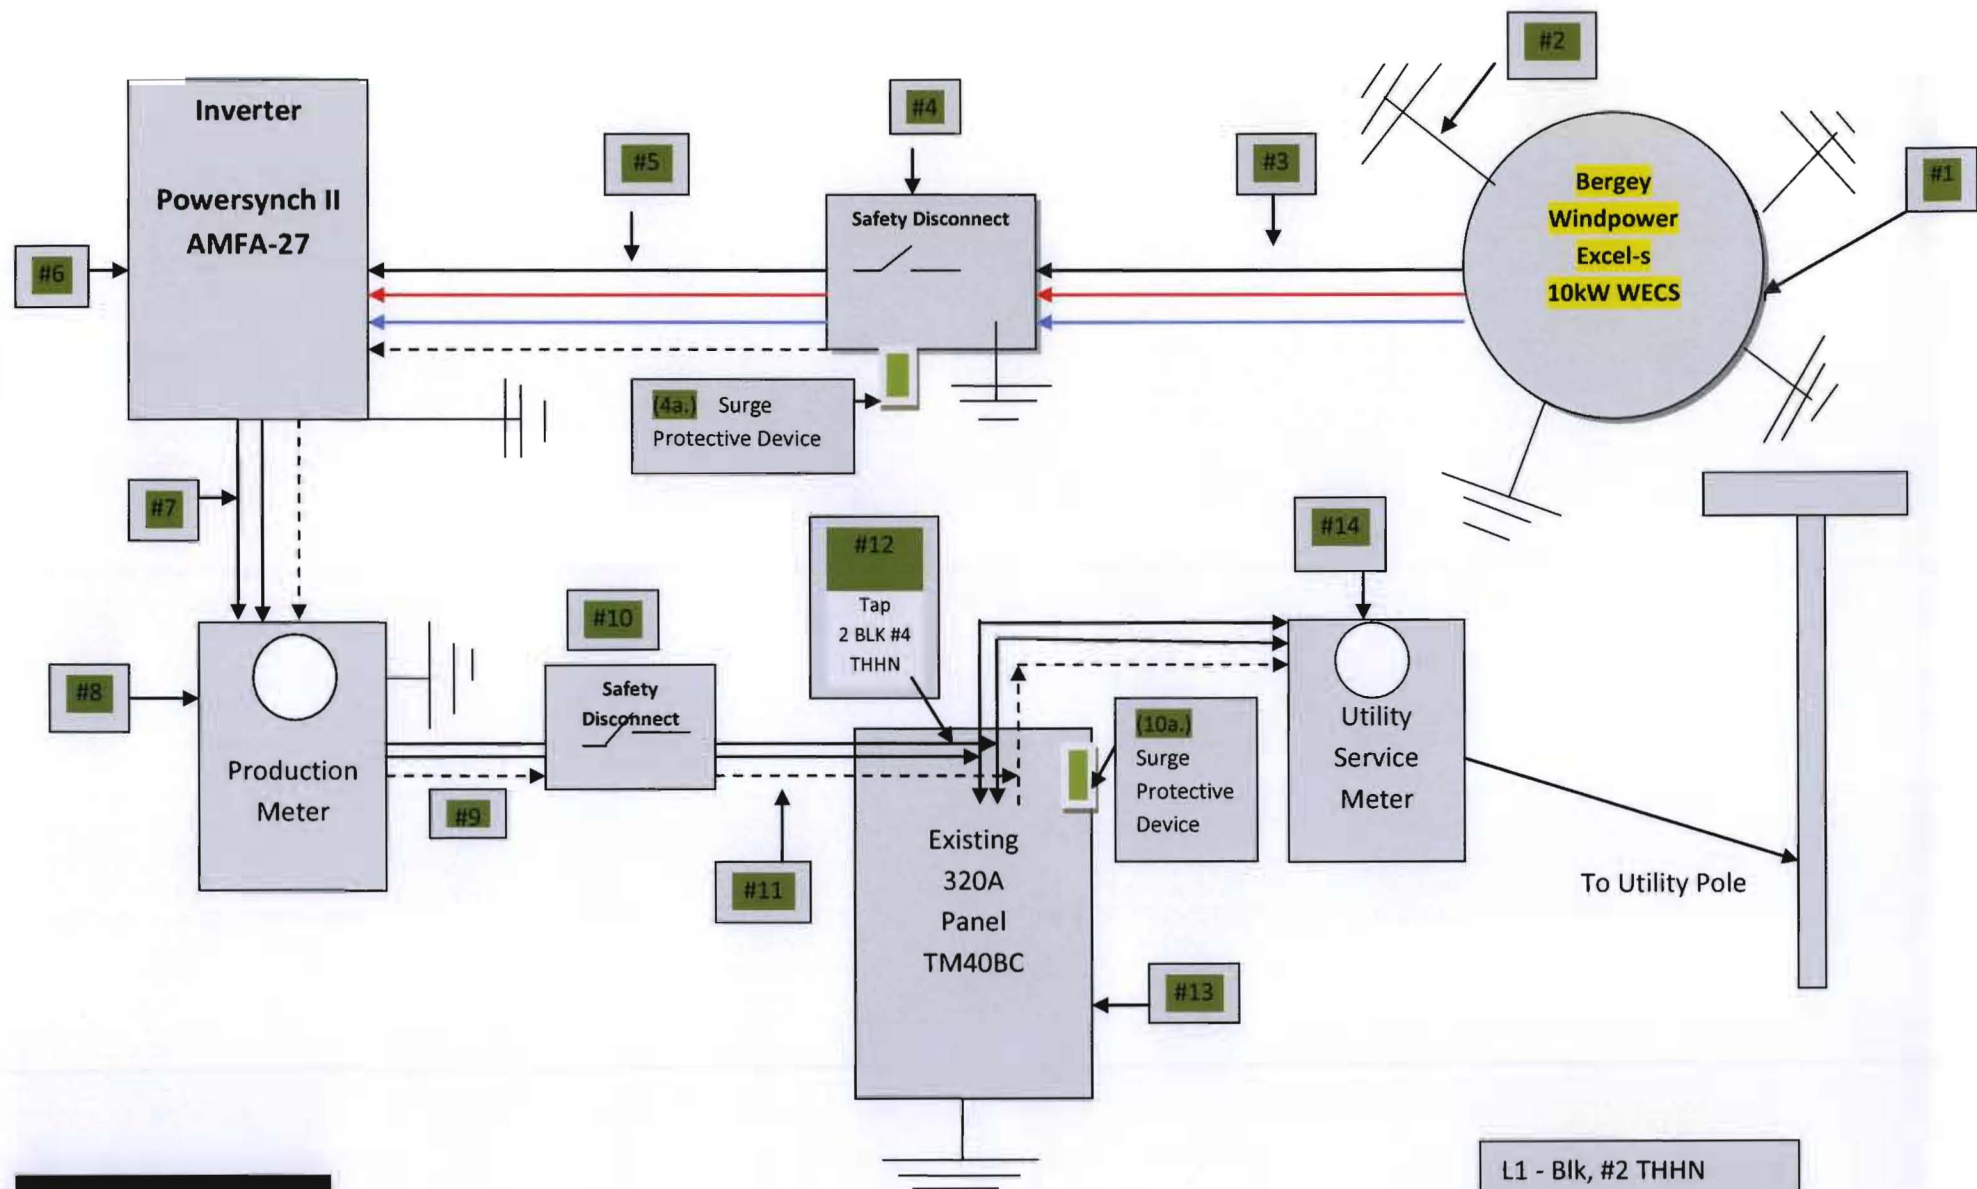 #2
Inverter
Powersynch II
AMFA-27
#4
#5
#3
Bergey
Windpower
Excel-s
10kW WECS
#1
Safety Disconnect
#6
(4a.) Surge
Protective Device
#7
#14
#12
Tap
2 BLK #4
THHN
#10
#8
Safety
Disconnect
(10a.)
Surge
Protective
Device
Utility
Service
Meter
Production
Meter
#9
Existing
320A
Panel
TM40BC
#11
To Utility Pole
#13
L1 - Blk, #2 THHN